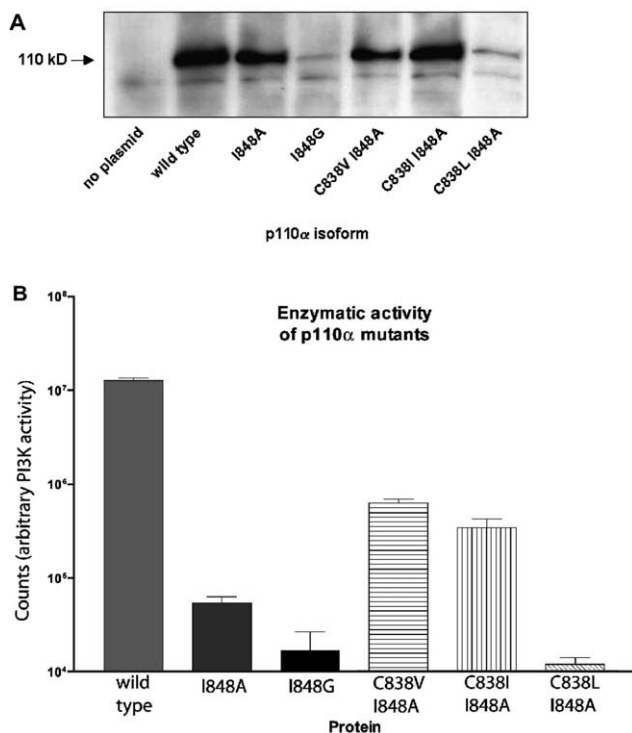 A
110 kD →
no plasmid
wild type
I848A
I848G
C838V I848A
C838I I848A
C838L I848A
p110α isoform
B
Enzymatic activity
of p110α mutants
Counts (arbitrary PI3K activity)
10⁸
10⁷
10⁶
10⁵
10⁴
wild
type
I848A
I848G
C838V
I848A
C838I
I848A
C838L
I848A
Protein